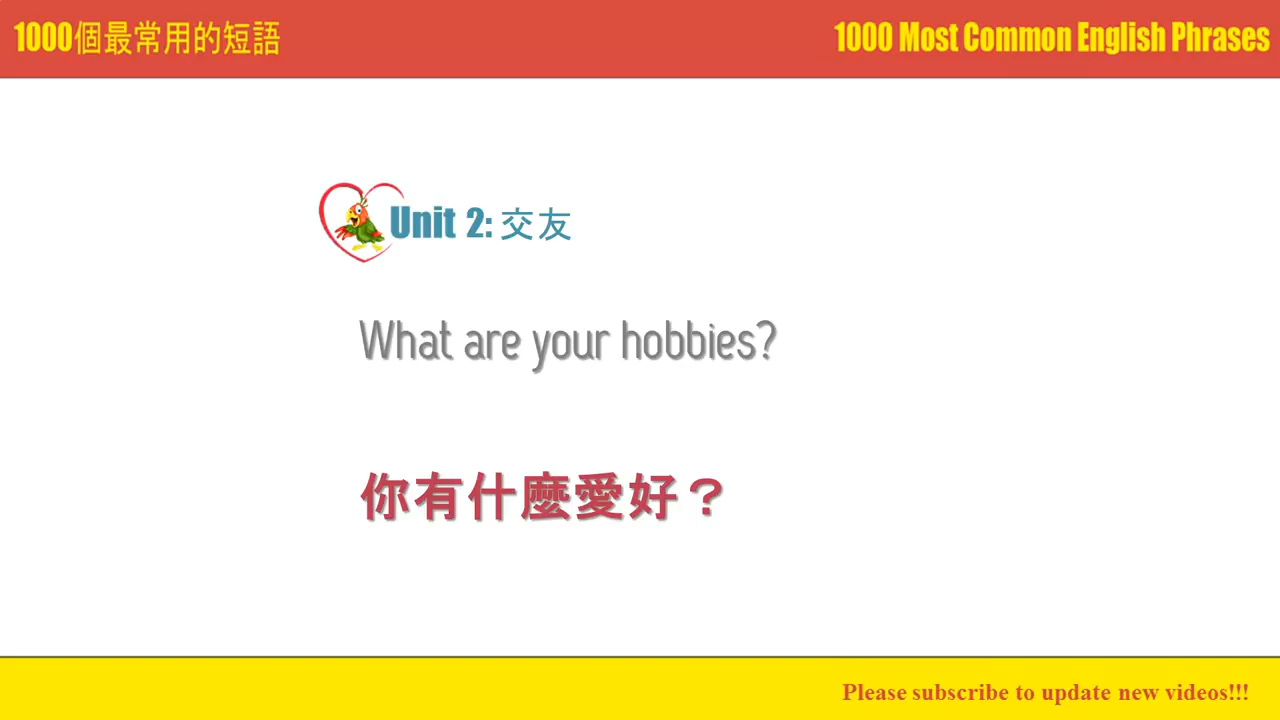 1000個最常用的短語
1000 Most Common English Phrases
Unit 2: 交友
What are your hobbies?
你有什麼愛好？
Please subscribe to update new videos!!!